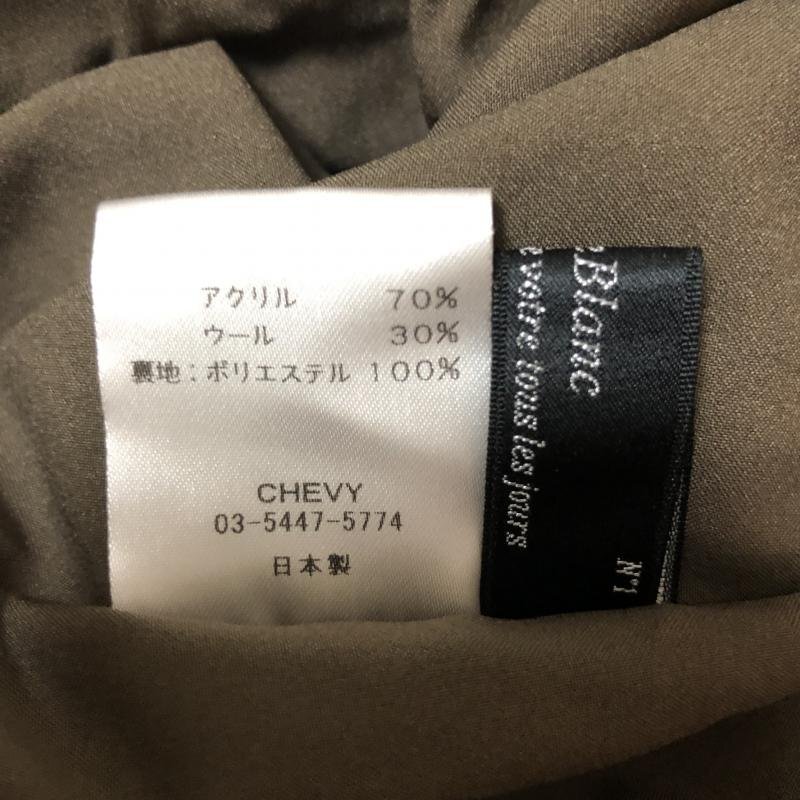 アクリル 70%
ウール 30%
裏地：ポリエステル 100%
CHEVY
03-5447-5774
日本製
Blanc
votre tous les jours
N°1